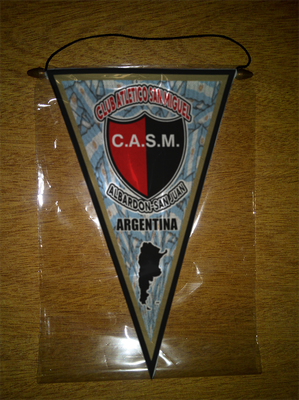 CLUB ATLETICO SAN MIGUEL
C.A.S.M.
ALBARDON-SAN JUAN
ARGENTINA